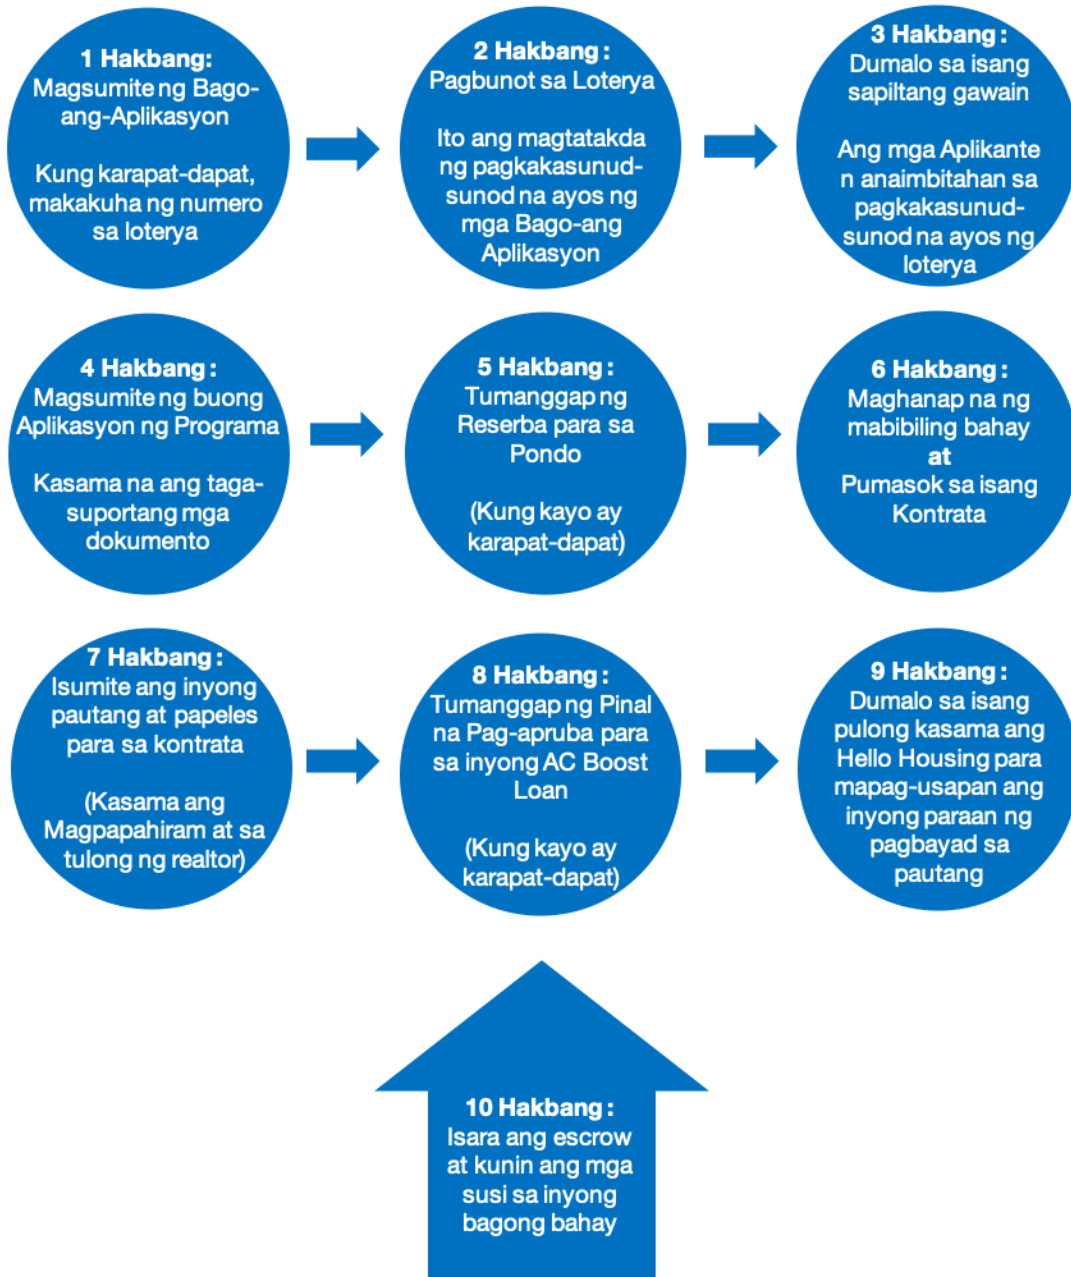 1 Hakbang:
Magsumite ng Bago-
ang-Aplikasyon
Kung karapat-dapat,
makakuha ng numero
sa loterya
2 Hakbang :
Pagbunot sa Loterya
Ito ang magtatakda
ng pagkakasunud-
sunod na ayos ng
mga Bago-ang
Aplikasyon
3 Hakbang :
Dumalo sa isang
sapiltang gawain
Ang mga Aplikante
n anaimbitahan sa
pagkakasunud-
sunod na ayos ng
loterya
4 Hakbang :
Magsumite ng buong
Aplikasyon ng Programa
Kasama na ang taga-
suportang mga
dokumento
5 Hakbang :
Tumanggap ng
Reserba para sa
Pondo
(Kung kayo ay
karapat-dapat)
6 Hakbang :
Maghanap na ng
mabibiling bahay
at
Pumasok sa isang
Kontrata
7 Hakbang :
Isumite ang inyong
pautang at papeles
para sa kontrata
(Kasama ang
Magpapahiram at sa
tulong ng realtor)
8 Hakbang :
Tumanggap ng Pinal
na Pag-apruba para
sa inyong AC Boost
Loan
(Kung kayo ay
karapat-dapat)
9 Hakbang :
Dumalo sa isang
pulong kasama ang
Hello Housing para
mapag-usapan ang
inyong paraan ng
pagbayad sa
pautang
10 Hakbang :
Isara ang escrow
at kunin ang mga
susi sa inyong
bagong bahay